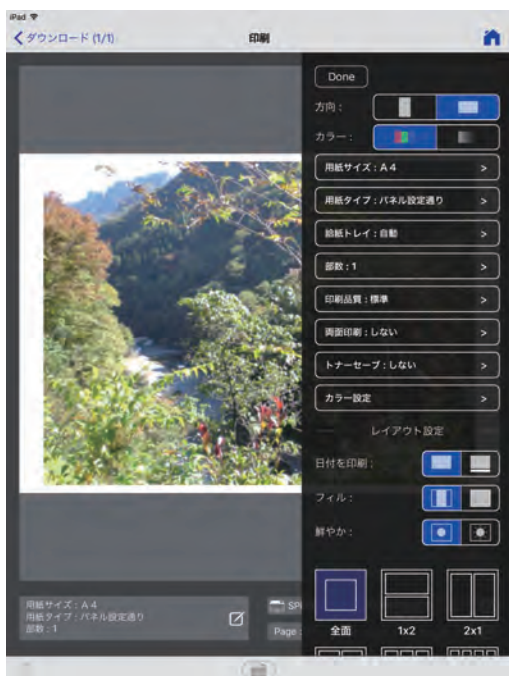 iPad
ダウンロード (1/1)
印刷
Done
方向 :
カラー :
用紙サイズ : A4 >
用紙タイプ : パネル設定通り >
給紙トレイ : 自動 >
部数 : 1 >
印刷品質 : 標準 >
両面印刷 : しない >
トナーセーブ : しない >
カラー設定 >
レイアウト設定
日付を印刷 :
フィル :
鮮やか :
用紙サイズ : A4
用紙タイプ : パネル設定通り
部数 : 1
Page :
全面
1x2
2x1